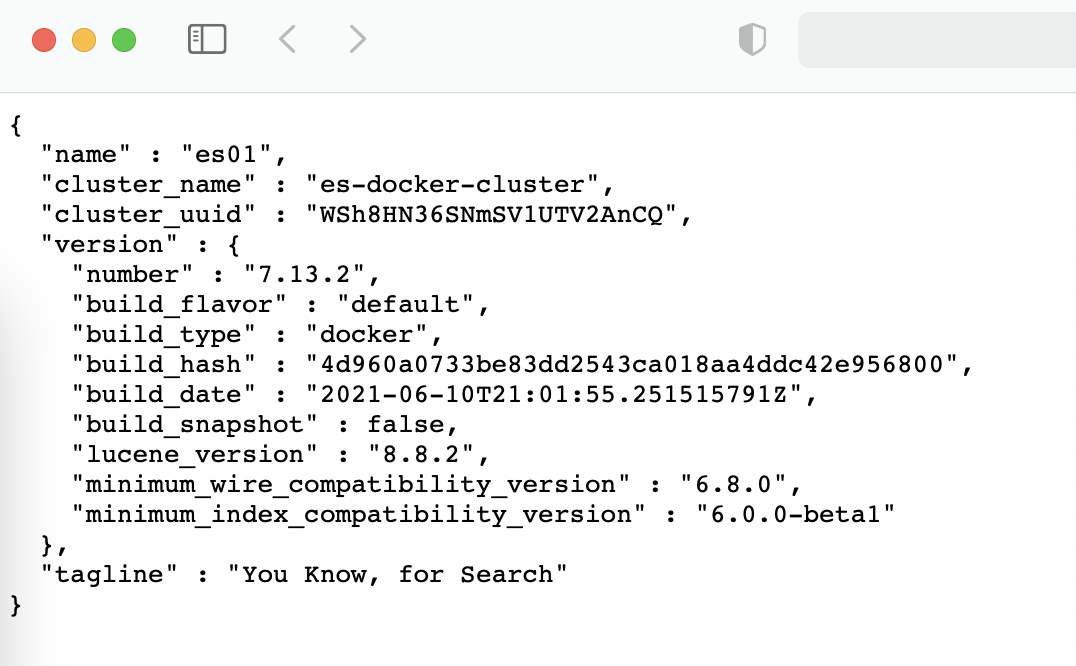 {
  "name" : "es01",
  "cluster_name" : "es-docker-cluster",
  "cluster_uuid" : "WSh8HN36SNmSV1UTV2AnCQ",
  "version" : {
    "number" : "7.13.2",
    "build_flavor" : "default",
    "build_type" : "docker",
    "build_hash" : "4d960a0733be83dd2543ca018aa4ddc42e956800",
    "build_date" : "2021-06-10T21:01:55.251515791Z",
    "build_snapshot" : false,
    "lucene_version" : "8.8.2",
    "minimum_wire_compatibility_version" : "6.8.0",
    "minimum_index_compatibility_version" : "6.0.0-beta1"
  },
  "tagline" : "You Know, for Search"
}